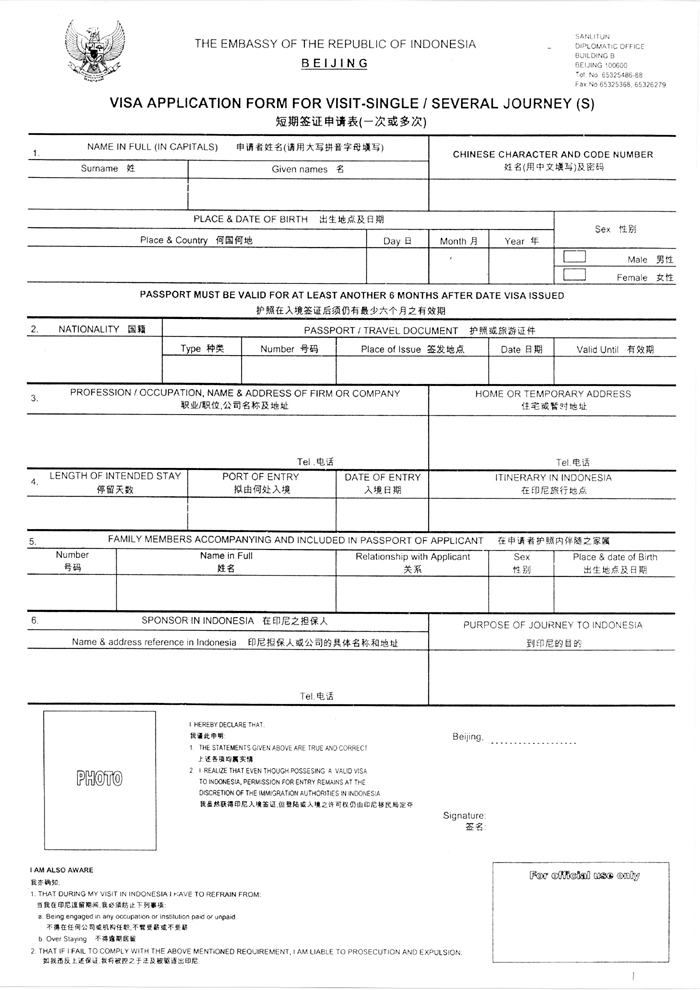 THE EMBASSY OF THE REPUBLIC OF INDONESIA
BEIJING
SANLITUN
DIPLOMATIC OFFICE
BUILDING B
BEIJING 100600
Tel. No 65325486-88
Fax No 65325368, 65326279
VISA APPLICATION FORM FOR VISIT-SINGLE / SEVERAL JOURNEY (S)
短期签证申请表(一次或多次)
1. NAME IN FULL (IN CAPITALS) 申请者姓名(请用大写拼音字母填写)
CHINESE CHARACTER AND CODE NUMBER
姓名(用中文填写)及密码
Surname 姓
Given names 名
PLACE & DATE OF BIRTH 出生地点及日期
Sex 性别
Place & Country 何国何地
Day 日
Month 月
Year 年
Male 男性
Female 女性
PASSPORT MUST BE VALID FOR AT LEAST ANOTHER 6 MONTHS AFTER DATE VISA ISSUED
护照在入境签证后须仍有最少六个月之有效期
2. NATIONALITY 国籍
PASSPORT / TRAVEL DOCUMENT 护照或旅游证件
Type 种类
Number 号码
Place of Issue 签发地点
Date 日期
Valid Until 有效期
3. PROFESSION / OCCUPATION, NAME & ADDRESS OF FIRM OR COMPANY
职业/职位,公司名称及地址
HOME OR TEMPORARY ADDRESS
住宅或暂时地址
Tel .电话
Tel.电话
4. LENGTH OF INTENDED STAY
停留天数
PORT OF ENTRY
拟由何处入境
DATE OF ENTRY
入境日期
ITINERARY IN INDONESIA
在印尼旅行地点
5. FAMILY MEMBERS ACCOMPANYING AND INCLUDED IN PASSPORT OF APPLICANT 在申请者护照内伴随之家属
Number
号码
Name in Full
姓名
Relationship with Applicant
关系
Sex
性别
Place & date of Birth
出生地点及日期
6. SPONSOR IN INDONESIA 在印尼之担保人
PURPOSE OF JOURNEY TO INDONESIA
到印尼的目的
Name & address reference in Indonesia 印尼担保人或公司的具体名称和地址
Tel.电话
PHOTO
I HEREBY DECLARE THAT:
我谨此申明:
1 THE STATEMENTS GIVEN ABOVE ARE TRUE AND CORRECT
上述各项均属实情
2 I REALIZE THAT EVEN THOUGH POSSESING A VALID VISA
TO INDONESIA, PERMISSION FOR ENTRY REMAINS AT THE
DISCRETION OF THE IMMIGRATION AUTHORITIES IN INDONESIA
我虽然获得印尼入境签证,但登陆或入境之许可权仍由印尼移民局定夺
Beijing, ..................
Signature:
签名:
I AM ALSO AWARE
我亦确知:
1. THAT DURING MY VISIT IN INDONESIA I HAVE TO REFRAIN FROM:
当我在印尼逗留期间,我必须防止下列事项:
a. Being engaged in any occupation or institution paid or unpaid
不得在任何公司或机构任职,不管受薪或不受薪
b. Over Staying 不得逾期居留
2. THAT IF I FAIL TO COMPLY WITH THE ABOVE MENTIONED REQUIREMENT, I AM LIABLE TO PROSECUTION AND EXPULSION:
如我违反上述保证,我将被控之于法及被驱逐出印尼.
For official use only